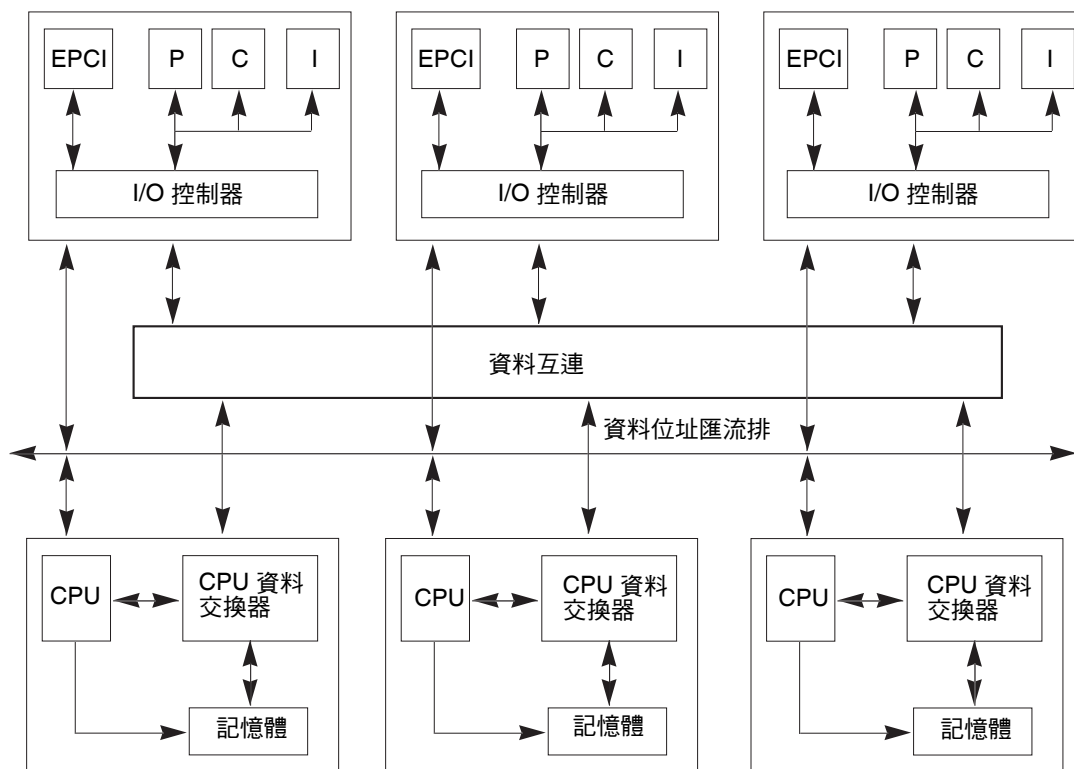 EPCI P C I
I/O 控制器
EPCI P C I
I/O 控制器
EPCI P C I
I/O 控制器
資料互連
資料位址匯流排
CPU
CPU 資料
交換器
記憶體
CPU
CPU 資料
交換器
記憶體
CPU
CPU 資料
交換器
記憶體